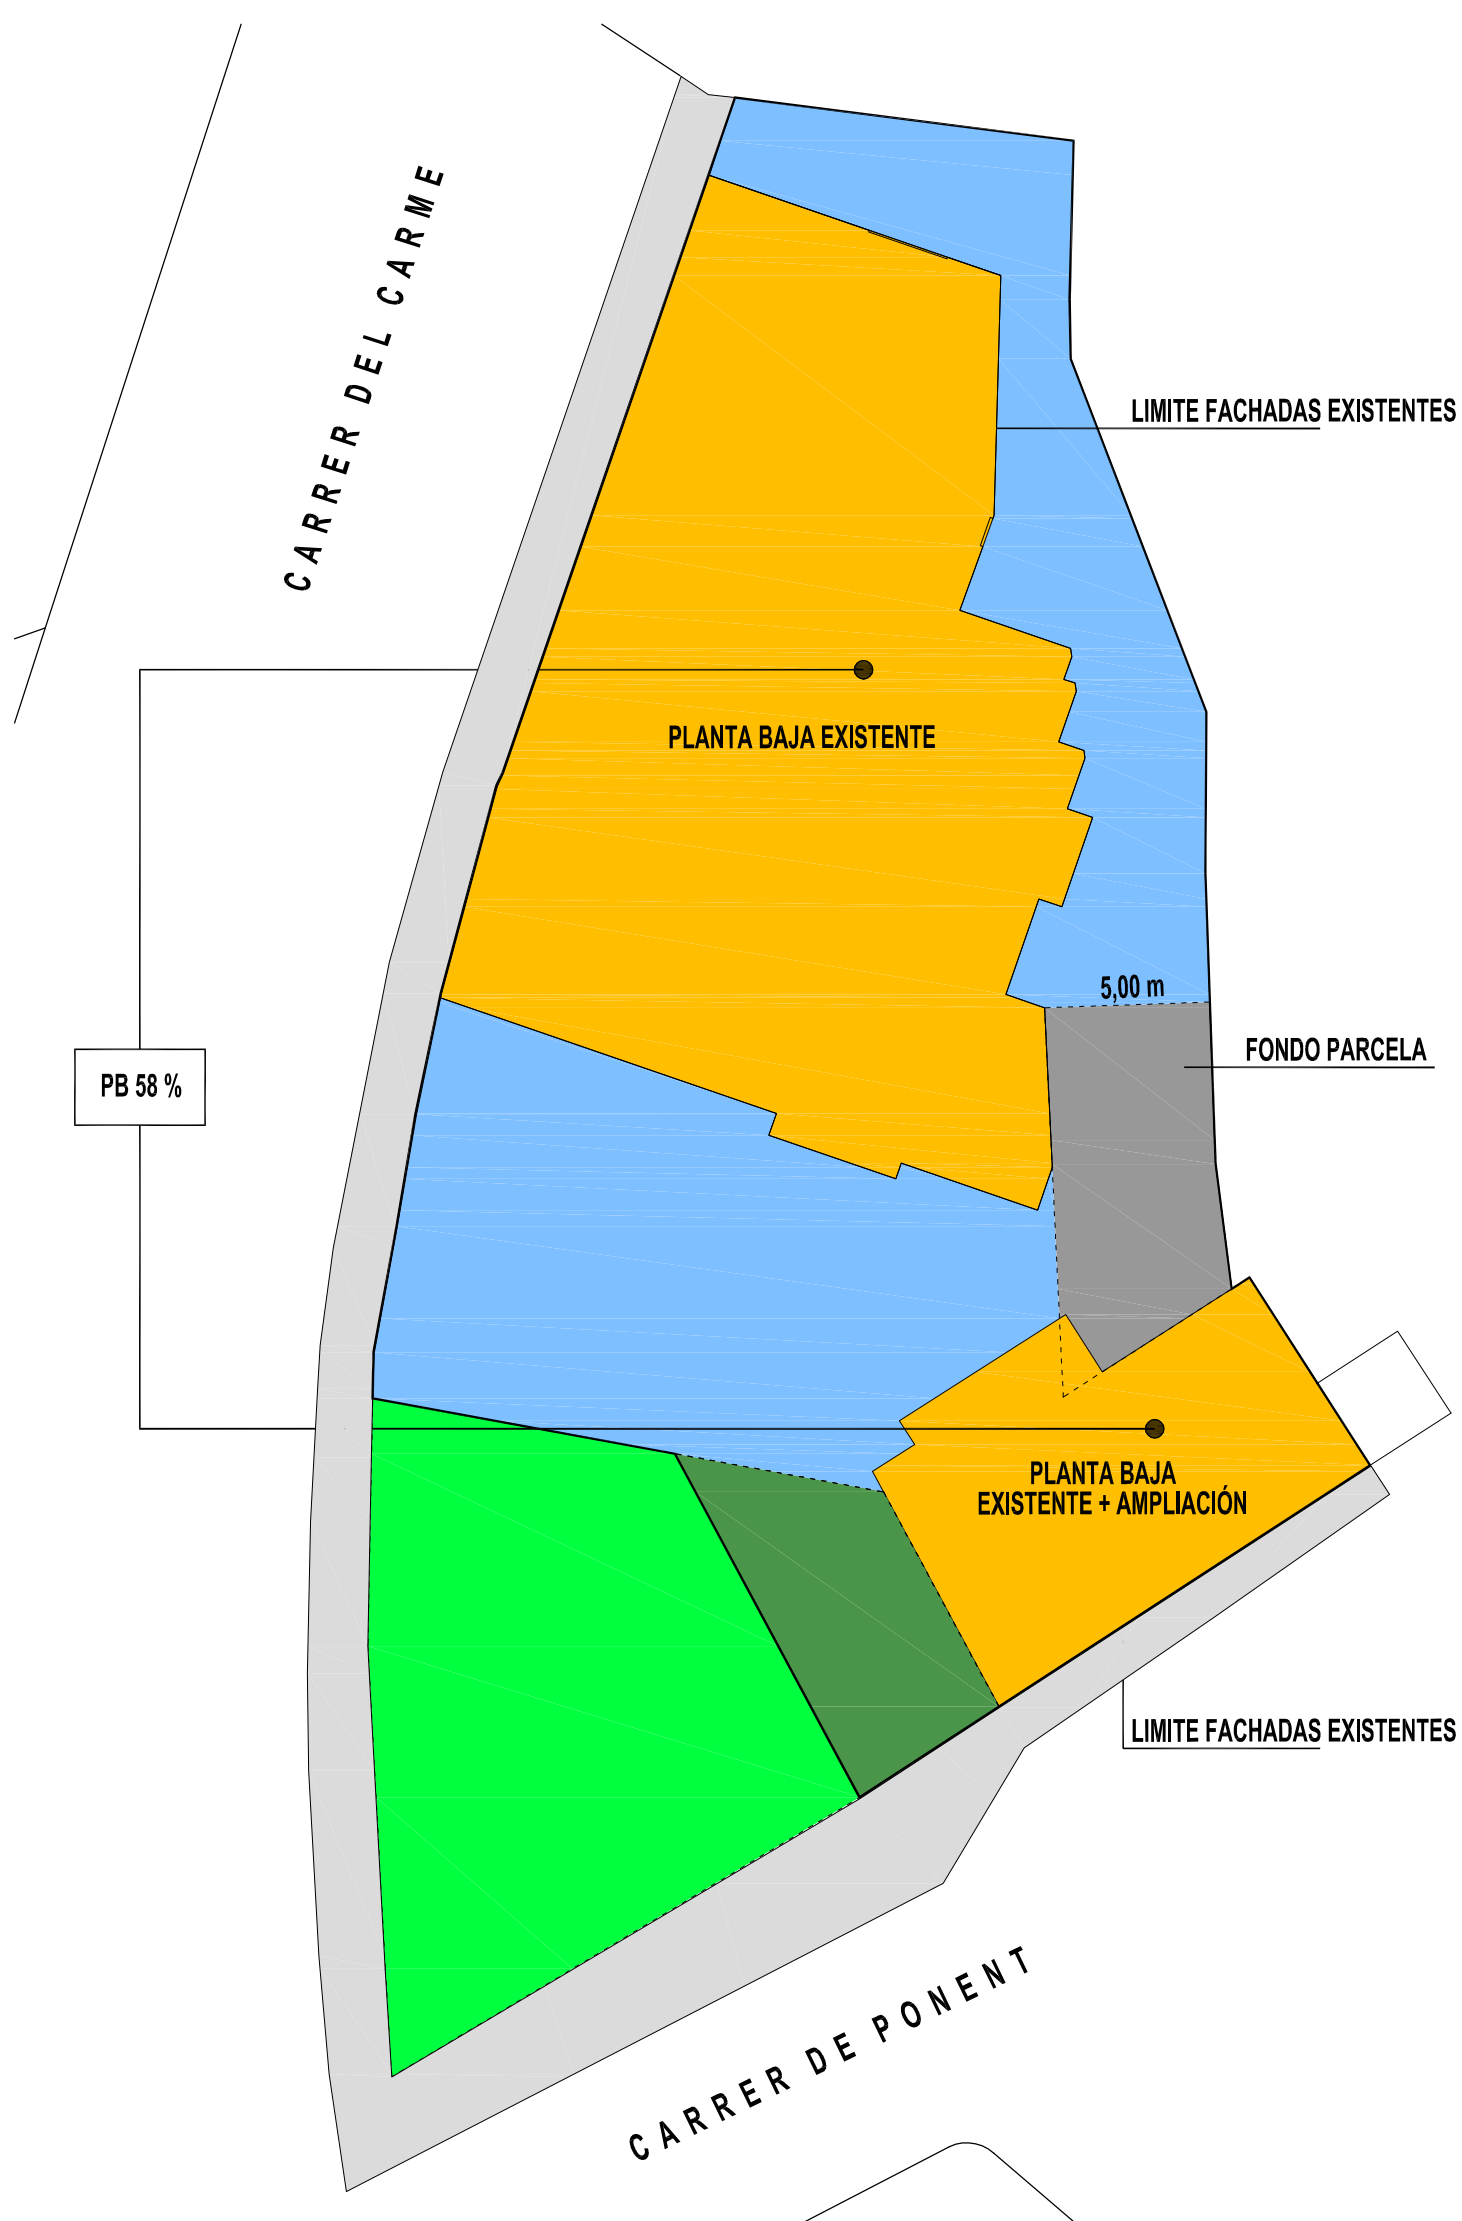 CARRER DEL CARME
LIMITE FACHADAS EXISTENTES
PLANTA BAJA EXISTENTE
5,00 m
FONDO PARCELA
PB 58 %
PLANTA BAJA
EXISTENTE + AMPLIACIÓN
LIMITE FACHADAS EXISTENTES
CARRER DE PONENT